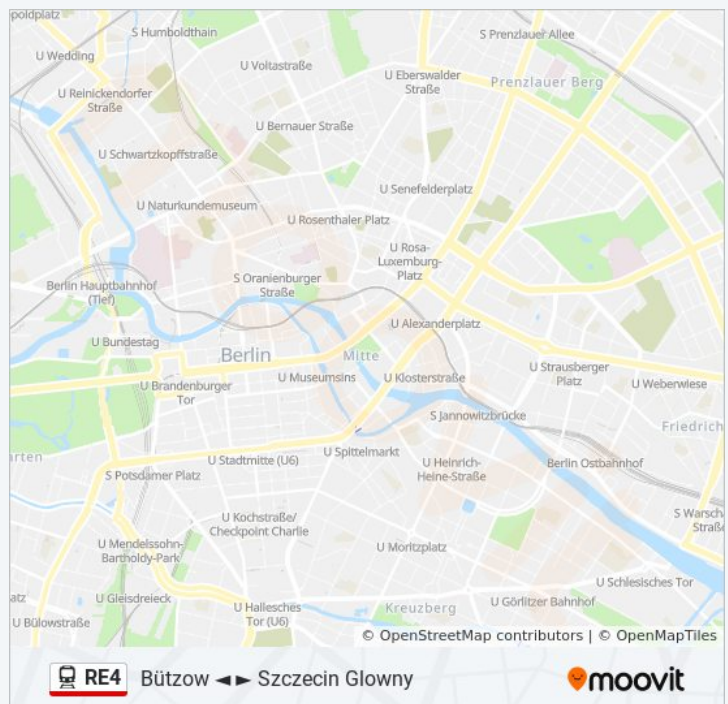 opoldplatz
S Humboldthain
S Prenzlauer Allee
U Wedding
U Voltastraße
U Eberswalder
Straße
Prenzlauer Berg
U Reinickendorfer
Straße
U Bernauer Straße
U Schwartzkopffstraße
U Senefelderplatz
U Naturkundemuseum
U Rosenthaler Platz
U Rosa-
Luxemburg-
Platz
S Oranienburger
Straße
Berlin Hauptbahnhof
(Tief)
U Alexanderplatz
U Bundestag
Berlin
Mitte
U Strausberger
Platz
U Museumsins
U Klosterstraße
U Weberwiese
U Brandenburger
Tor
S Jannowitzbrücke
Friedrich
arten
U Spittelmarkt
U Stadtmitte (U6)
U Heinrich-
Heine-Straße
Berlin Ostbahnhof
S Potsdamer Platz
S Warsch
Straße
U Kochstraße/
Checkpoint Charlie
U Mendelssohn-
Bartholdy-Park
U Moritzplatz
U Schlesisches Tor
atz
U Gleisdreieck
U Hallesches
Tor (U6)
Kreuzberg
U Görlitzer Bahnhof
U Bülowstraße
© OpenStreetMap contributors | © OpenMapTiles
RE4 Bützow ◄ ► Szczecin Glowny
moovit